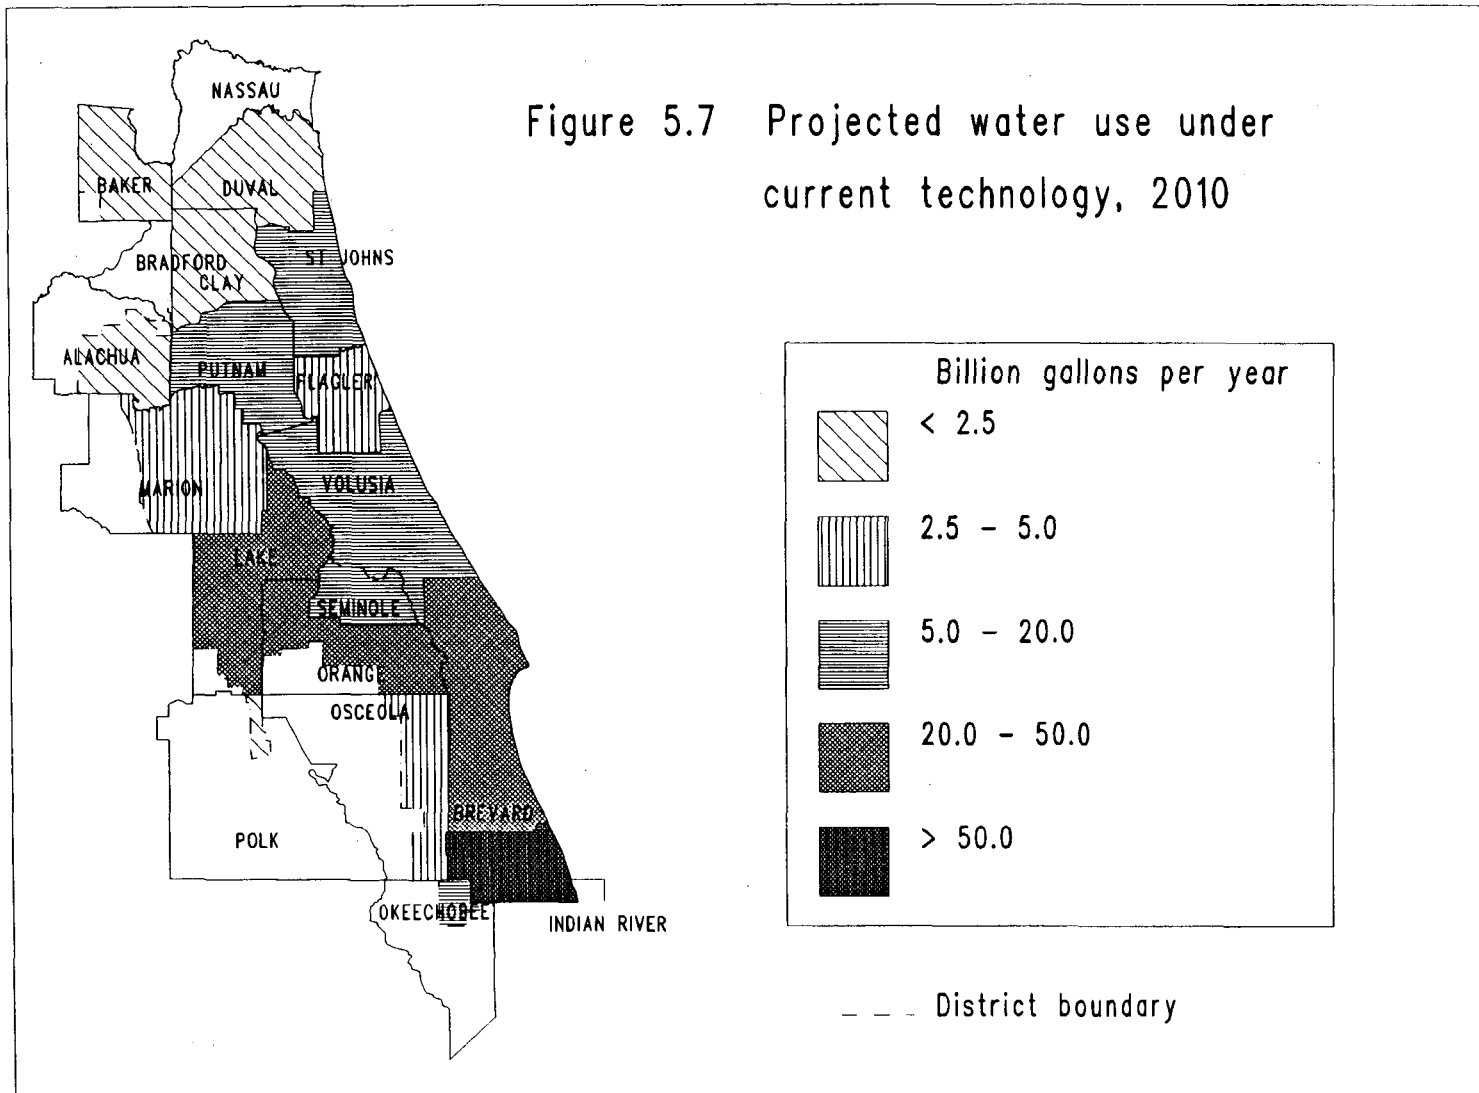 Figure 5.7 Projected water use under
current technology, 2010
NASSAU
BAKER
DUVAL
ST JOHNS
BRADFORD
CLAY
ALACHUA
PUTNAM
FLAGLER
MARION
VOLUSIA
LAKE
SEMINOLE
ORANGE
OSCEOLA
BREVARD
POLK
OKEECHOBEE
INDIAN RIVER
Billion gallons per year
< 2.5
2.5 - 5.0
5.0 - 20.0
20.0 - 50.0
> 50.0
District boundary